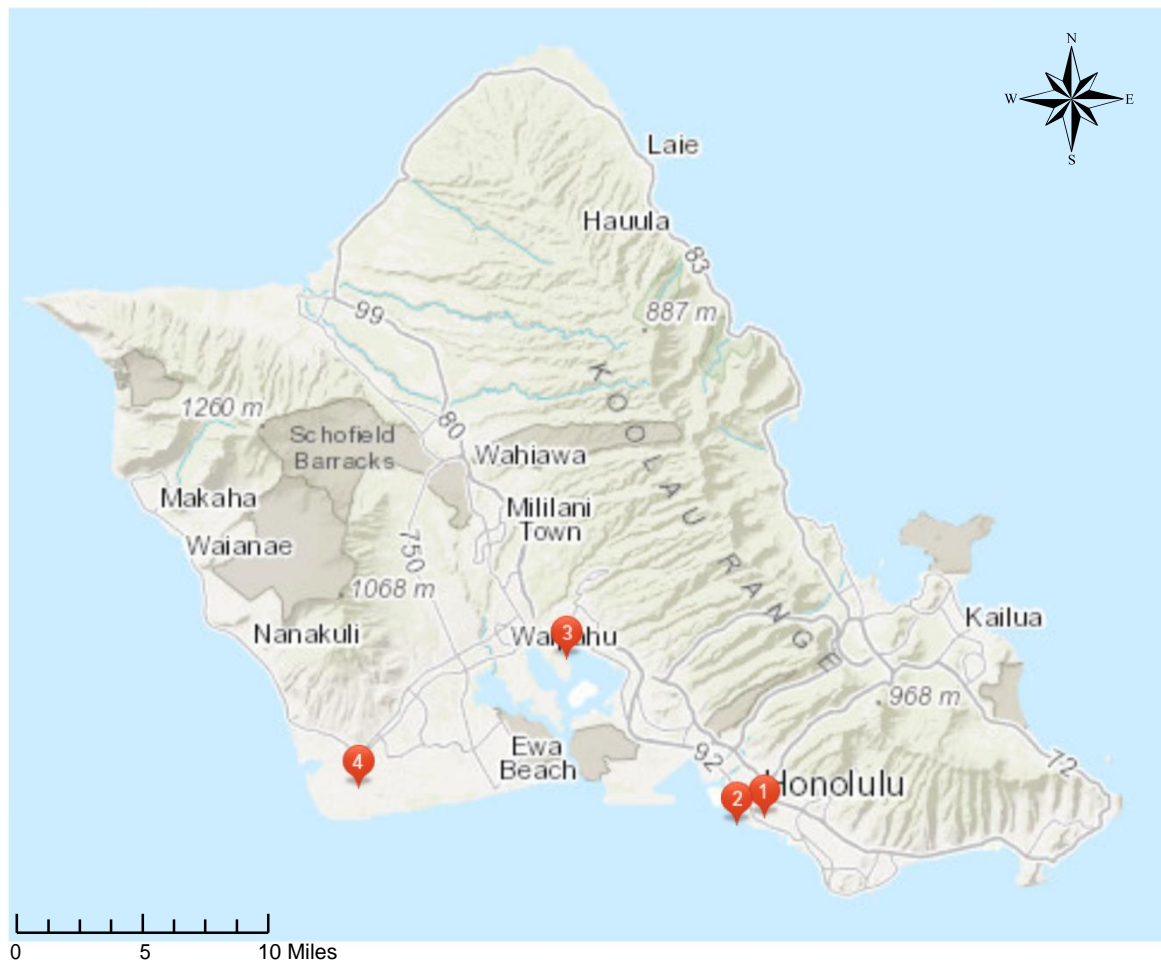 N
W E
S
Laie
Hauula
83
887 m
99
KOOLAU RANGE
1260 m
80
Schofield
Barracks
Wahiawa
Makaha
Mililani
Town
Waianae
750
1068 m
Kailua
Nanakuli
3
968 m
4
Ewa
Beach
92
72
Honolulu
2 1
0 5 10 Miles